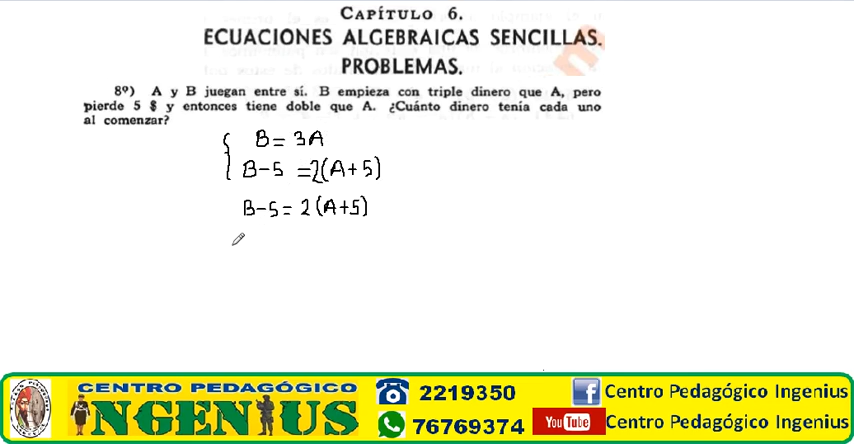 CAPÍTULO 6.
ECUACIONES ALGEBRAICAS SENCILLAS.
PROBLEMAS.
8º) A y B juegan entre sí. B empieza con triple dinero que A, pero
pierde 5 $ y entonces tiene doble que A. ¿Cuánto dinero tenía cada uno
al comenzar?
B = 3A
B-5 = 2(A+5)
B-5 = 2(A+5)
CENTRO PEDAGÓGICO
INGENIUS
2219350
76769374
f Centro Pedagógico Ingenius
YouTube Centro Pedagógico Ingenius